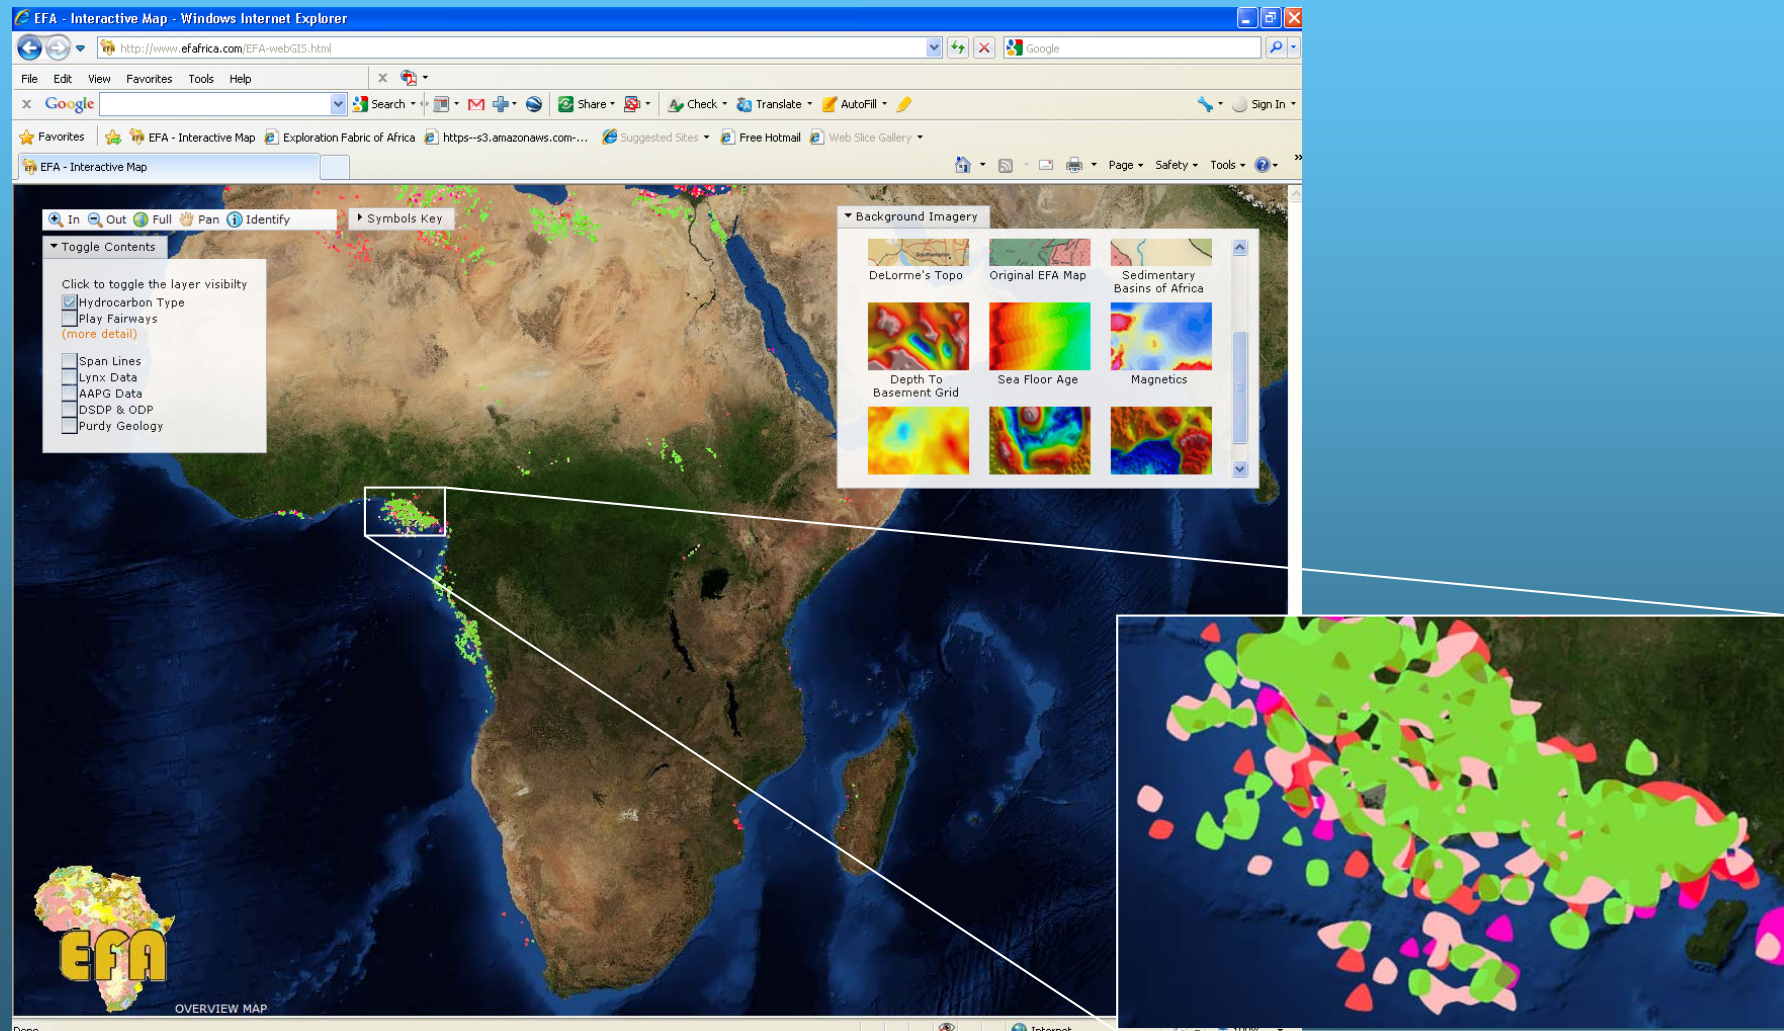 EFA - Interactive Map - Windows Internet Explorer
http://www.efafrica.com/EFA-webGIS.html
Google
File Edit View Favorites Tools Help
x
x Google Search Share Check Translate AutoFill Sign In
Favorites EFA - Interactive Map Exploration Fabric of Africa https--s3.amazonaws.com-... Suggested Sites Free Hotmail Web Slice Gallery
EFA - Interactive Map Page Safety Tools »
In Out Full Pan Identify Symbols Key
Toggle Contents
Click to toggle the layer visibilty
Hydrocarbon Type
Play Fairways
(more detail)
Span Lines
Lynx Data
AAPG Data
DSDP & ODP
Purdy Geology
Background Imagery
Southampton
DeLorme's Topo Original EFA Map Sedimentary
Basins of Africa
Depth To
Basement Grid
Sea Floor Age Magnetics
EFA
OVERVIEW MAP
Done Internet 100%